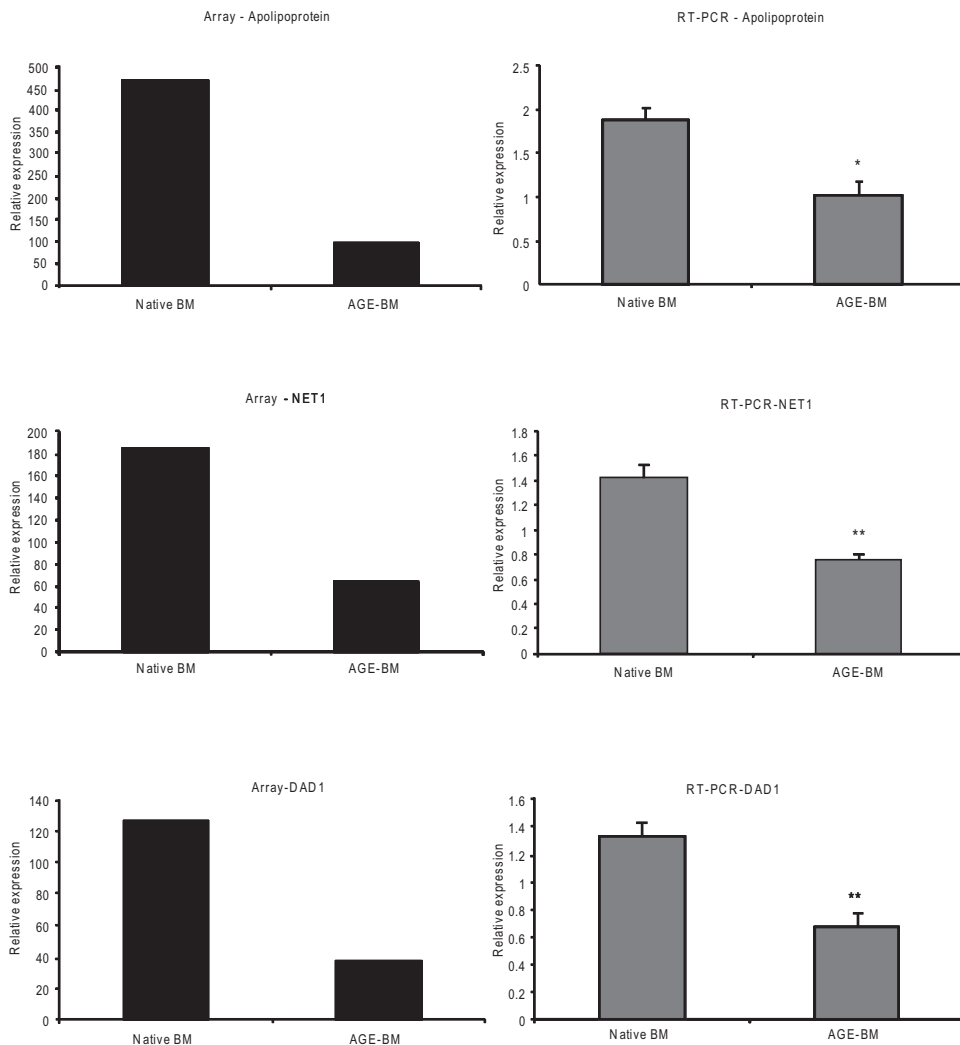 Array - Apolipoprotein
Relative expression
500
450
400
350
300
250
200
150
100
50
0
Native BM
AGE-BM
RT-PCR - Apolipoprotein
Relative expression
2.5
2
1.5
1
0.5
0
*
Native BM
AGE-BM
Array - NET1
Relative expression
200
180
160
140
120
100
80
60
40
20
0
Native BM
AGE-BM
RT-PCR-NET1
Relative expression
1.8
1.6
1.4
1.2
1
0.8
0.6
0.4
0.2
0
**
Native BM
AGE-BM
Array-DAD1
Relative expression
140
120
100
80
60
40
20
0
Native BM
AGE-BM
RT-PCR-DAD1
Relative expression
1.6
1.4
1.2
1
0.8
0.6
0.4
0.2
0
**
Native BM
AGE-BM